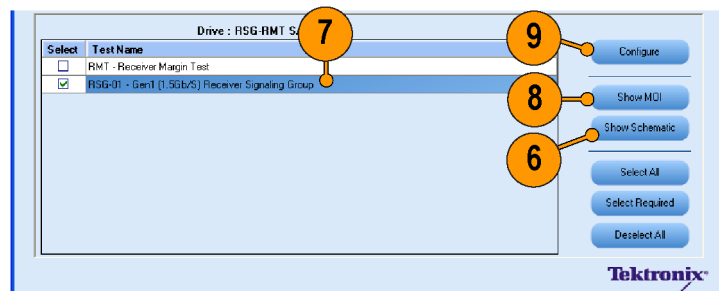 Drive : RSG-RMT
7
9
Select Test Name
Configure
RMT - Receiver Margin Test
RSG-01 - Gen1 (1.5Gb/S) Receiver Signaling Group
8
Show MOI
Show Schematic
6
Select All
Select Required
Deselect All
Tektronix